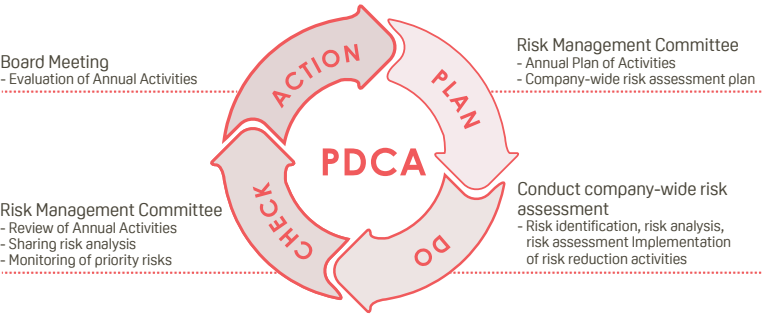 Board Meeting
- Evaluation of Annual Activities
ACTION
Risk Management Committee
- Annual Plan of Activities
- Company-wide risk assessment plan
PLAN
PDCA
Risk Management Committee
- Review of Annual Activities
- Sharing risk analysis
- Monitoring of priority risks
CHECK
Conduct company-wide risk
assessment
- Risk identification, risk analysis,
risk assessment Implementation
of risk reduction activities
DO